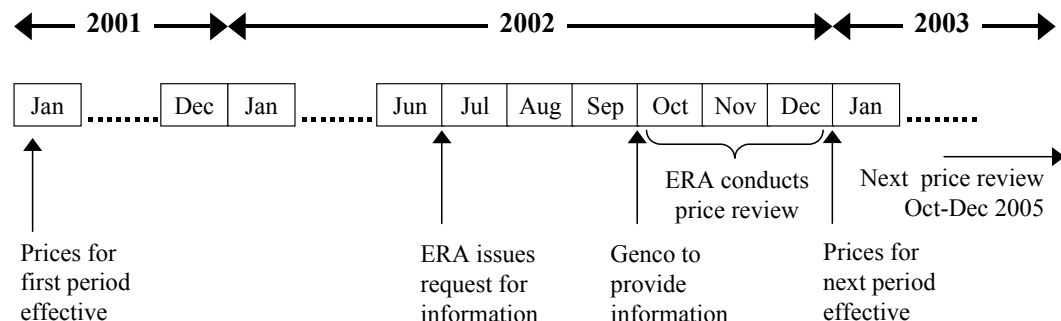 2001 2002 2003
Jan Dec Jan Jun Jul Aug Sep Oct Nov Dec Jan
ERA conducts
price review
Next price review
Oct-Dec 2005
Prices for
first period
effective
ERA issues
request for
information
Genco to
provide
information
Prices for
next period
effective